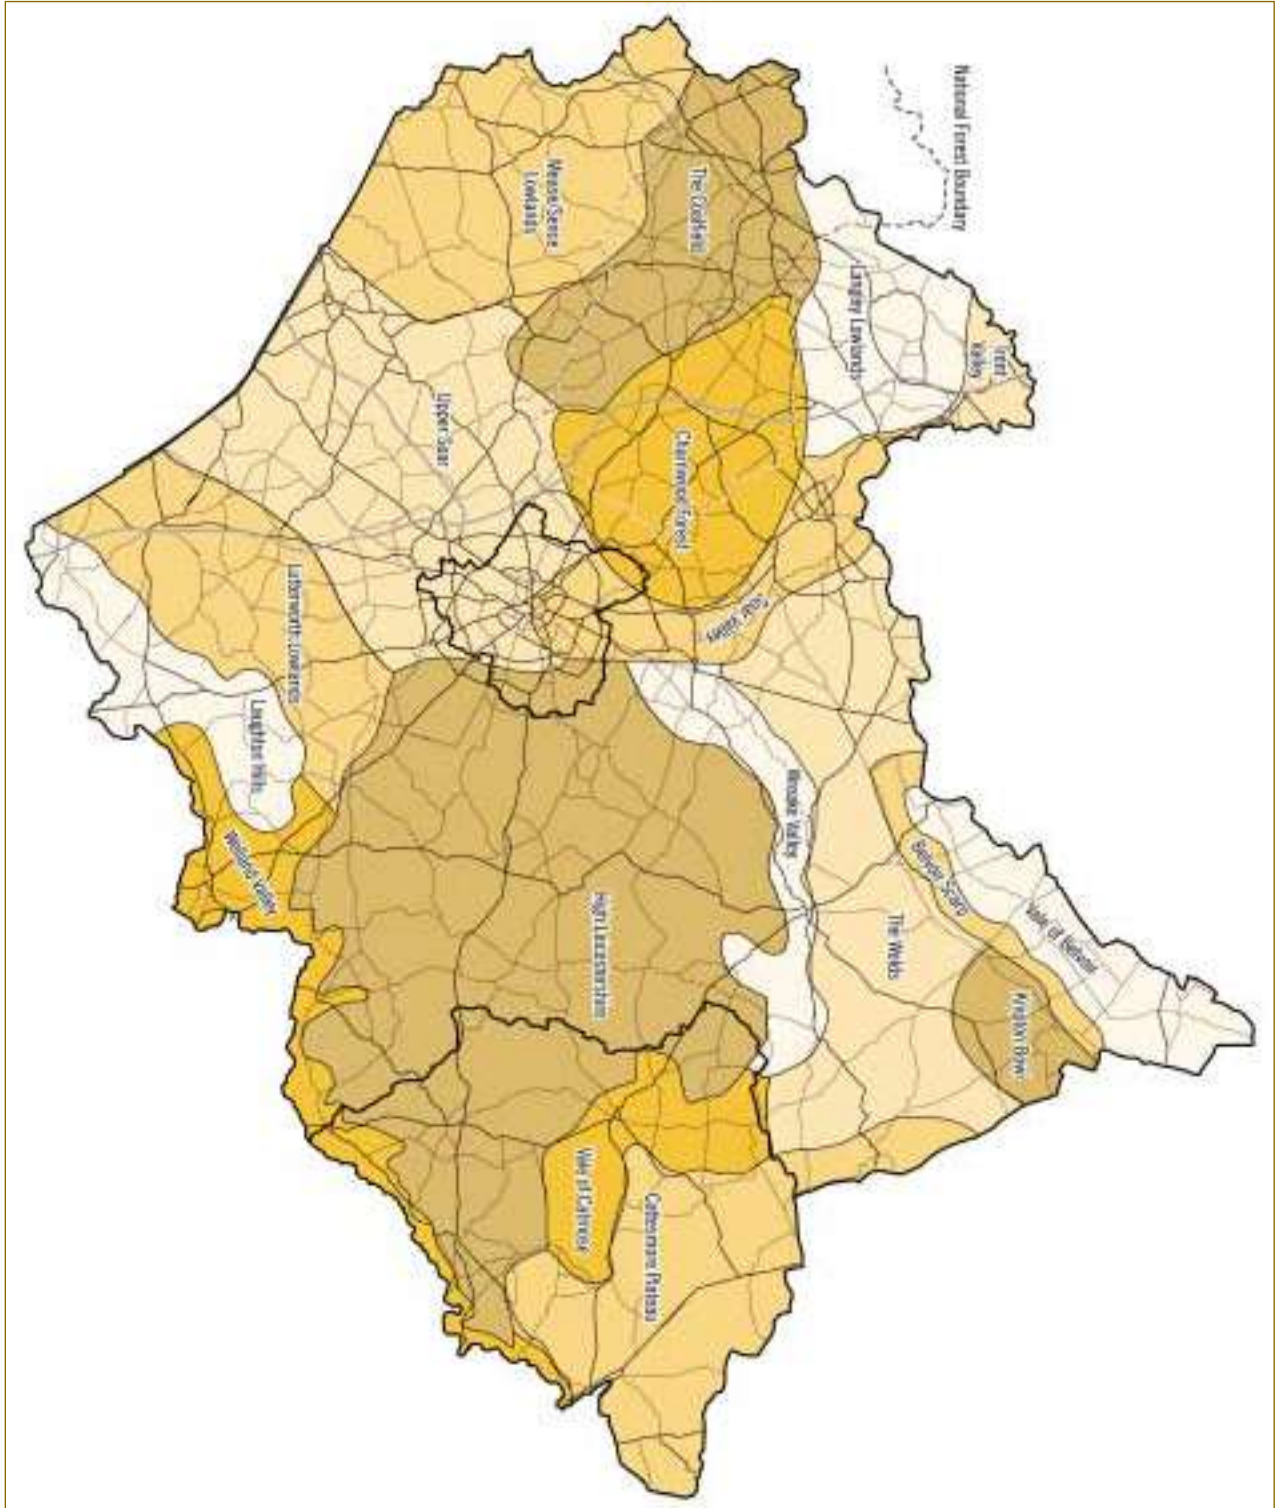 National Forest Boundary
Trent
Valley
Langley Lowlands
The Coalfield
Mease/Sence
Lowlands
Charnwood Forest
Upper Soar
Soar Valley
Vale of Belvoir
Belvoir Scarp
Knipton Bowl
The Wolds
Wreake Valley
High Leicestershire
Lutterworth Lowlands
Laughton Hills
Welland Valley
Vale of Catmose
Cottesmore Plateau